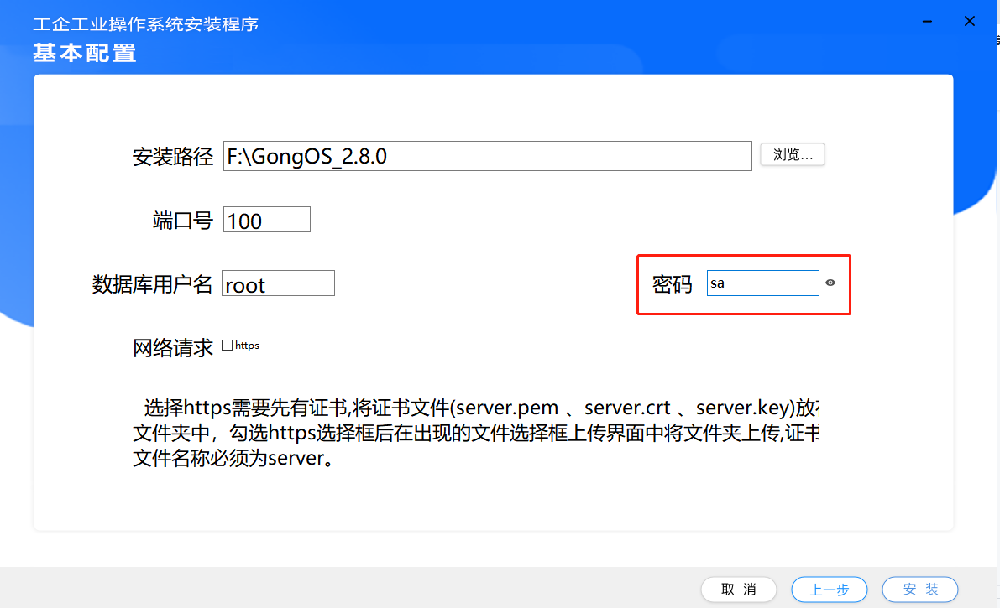 工企工业操作系统安装程序
基本配置
安装路径 F:\GongOS_2.8.0 浏览...
端口号 100
数据库用户名 root 密码 sa
网络请求 https
选择https需要先有证书,将证书文件(server.pem 、server.crt 、server.key)放在
文件夹中，勾选https选择框后在出现的文件选择框上传界面中将文件夹上传,证书
文件名称必须为server。
取 消 上一步 安 装